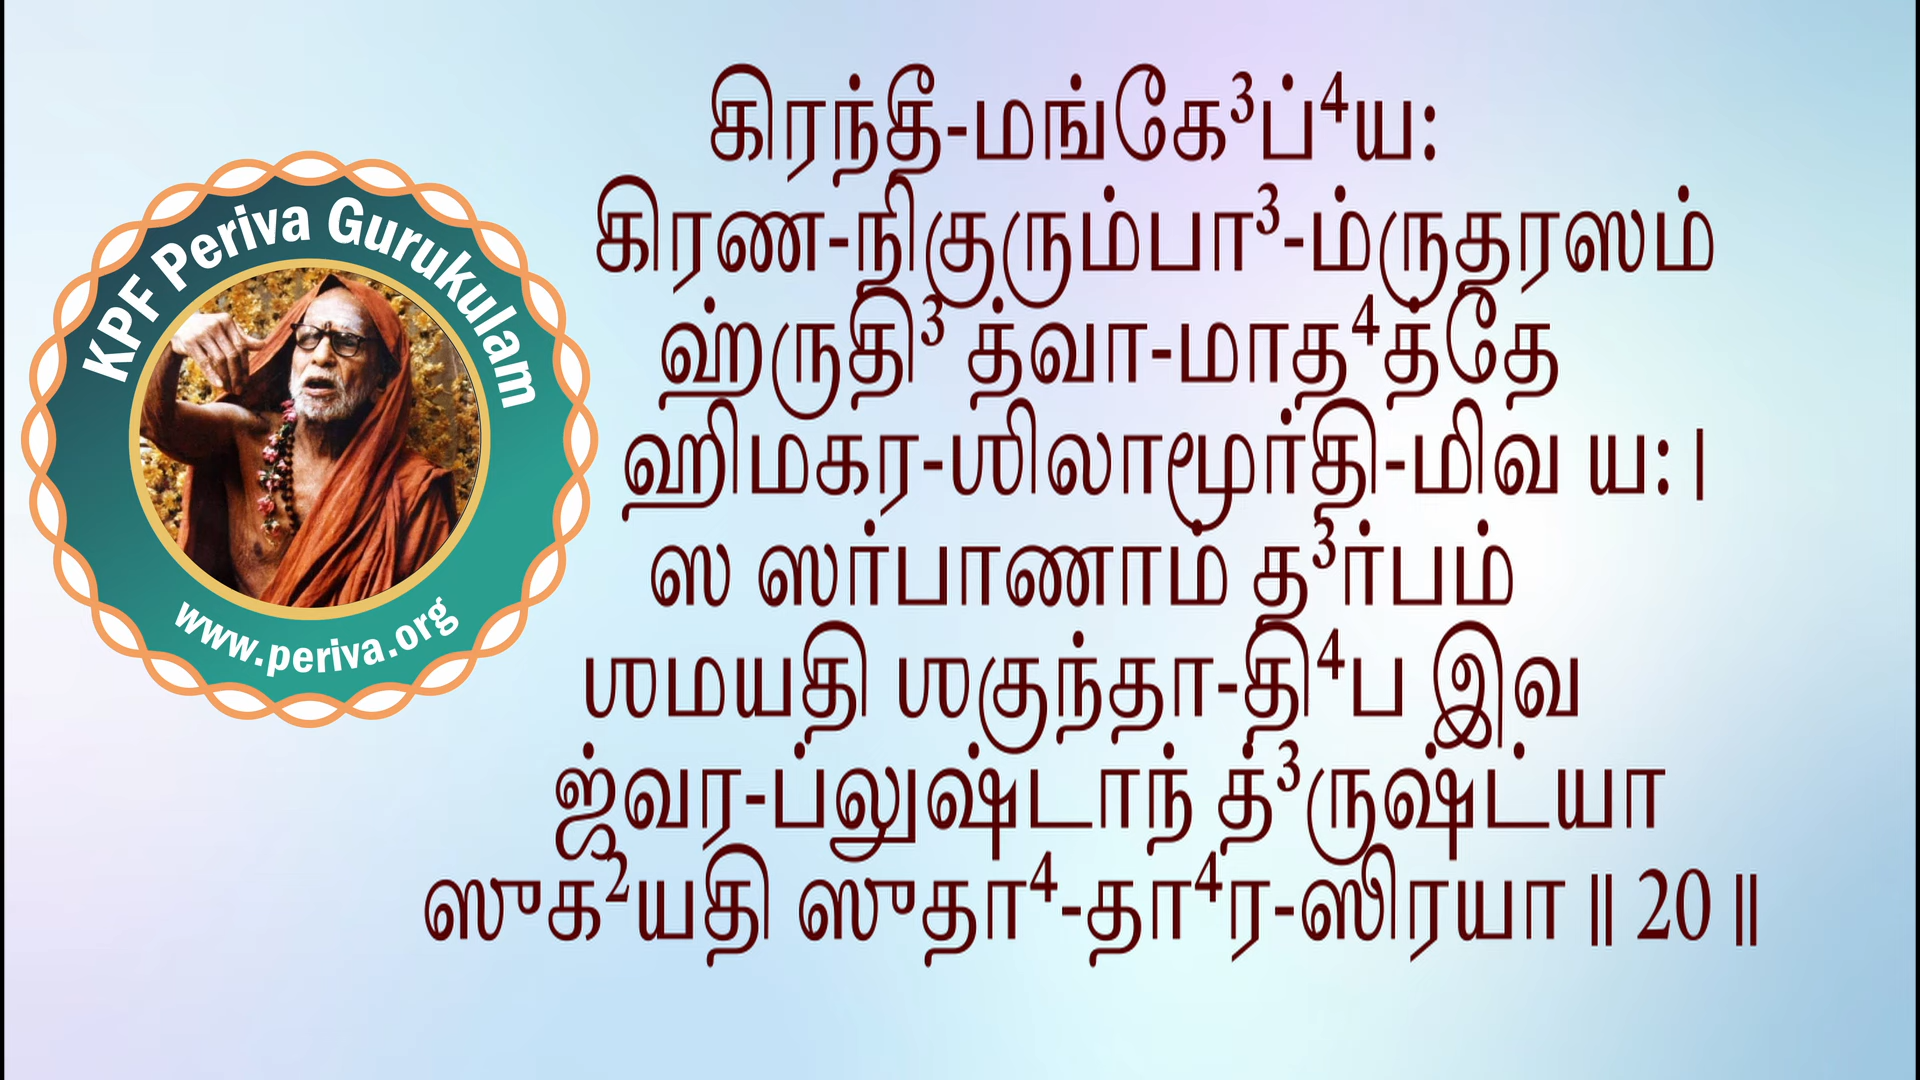 KPF Periva Gurukulam
www.periva.org
கிரந்தீ-மங்கே³ப்⁴ய:
கிரண-நிகுரும்பா³-ம்ருதரஸம்
ஹ்ருதி³ த்வா-மாத⁴த்தே
ஹிமகர-ஶிலாமூர்தி-மிவ ய: |
ஸ ஸர்பாணாம் த³ர்பம்
ஶமயதி ஶகுந்தா-தி⁴ப இவ
ஜ்வர-ப்லுஷ்டாந் த்³ருஷ்ட்யா
ஸுக²யதி ஸுதா⁴-தா⁴ர-ஸிரயா || 20 ||